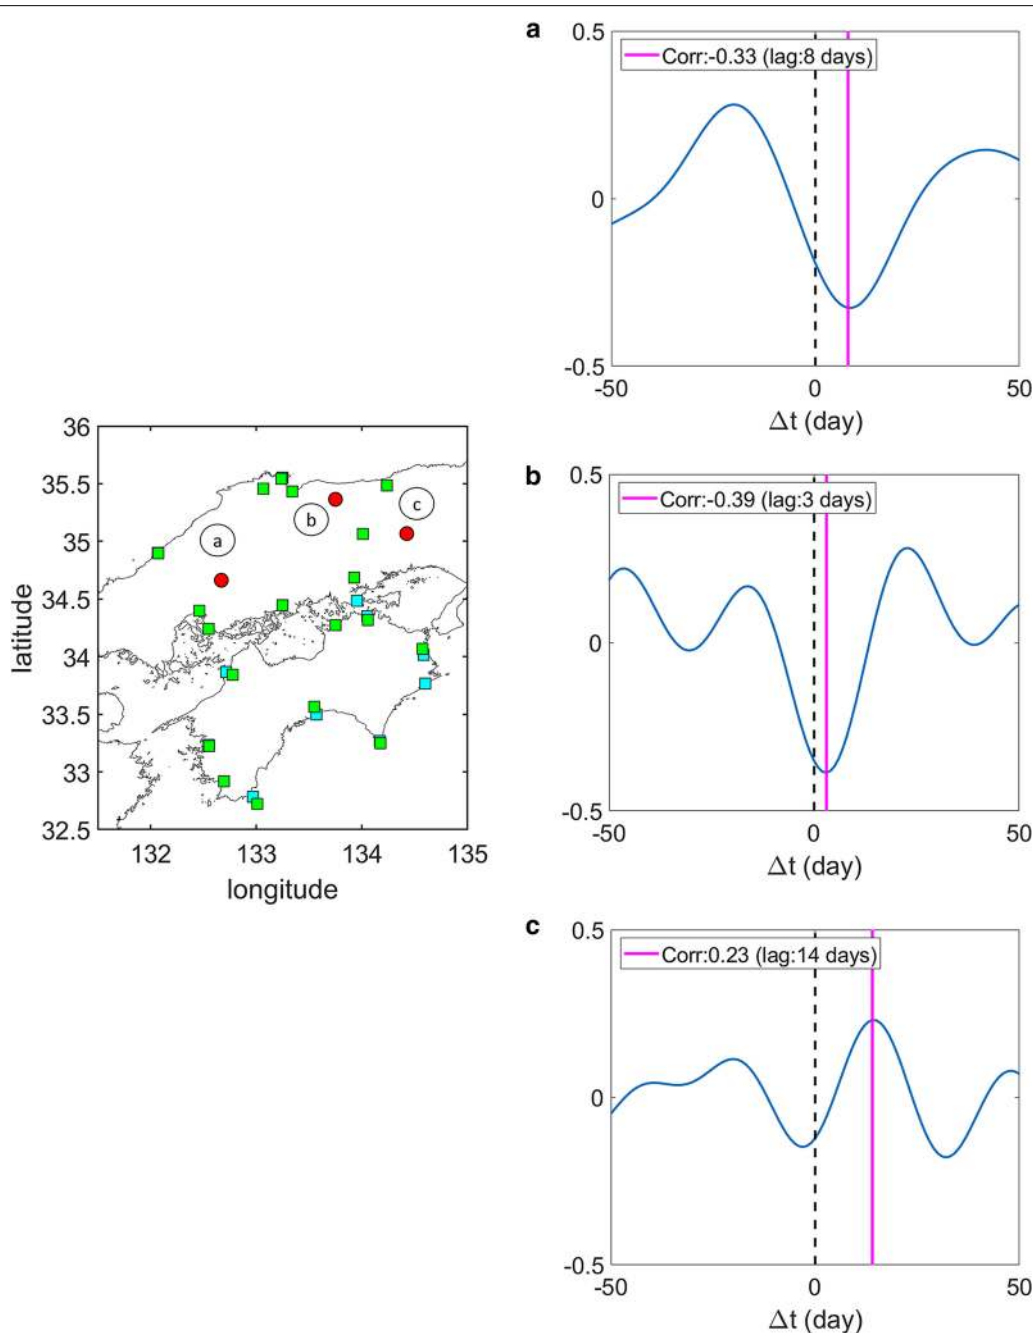 a
0.5
Corr:-0.33 (lag:8 days)
0
-0.5
-50
0
50
Δt (day)
36
35.5
35
34.5
34
33.5
33
32.5
latitude
a
b
c
132
133
134
135
longitude
b
0.5
Corr:-0.39 (lag:3 days)
0
-0.5
-50
0
50
Δt (day)
c
0.5
Corr:0.23 (lag:14 days)
0
-0.5
-50
0
50
Δt (day)